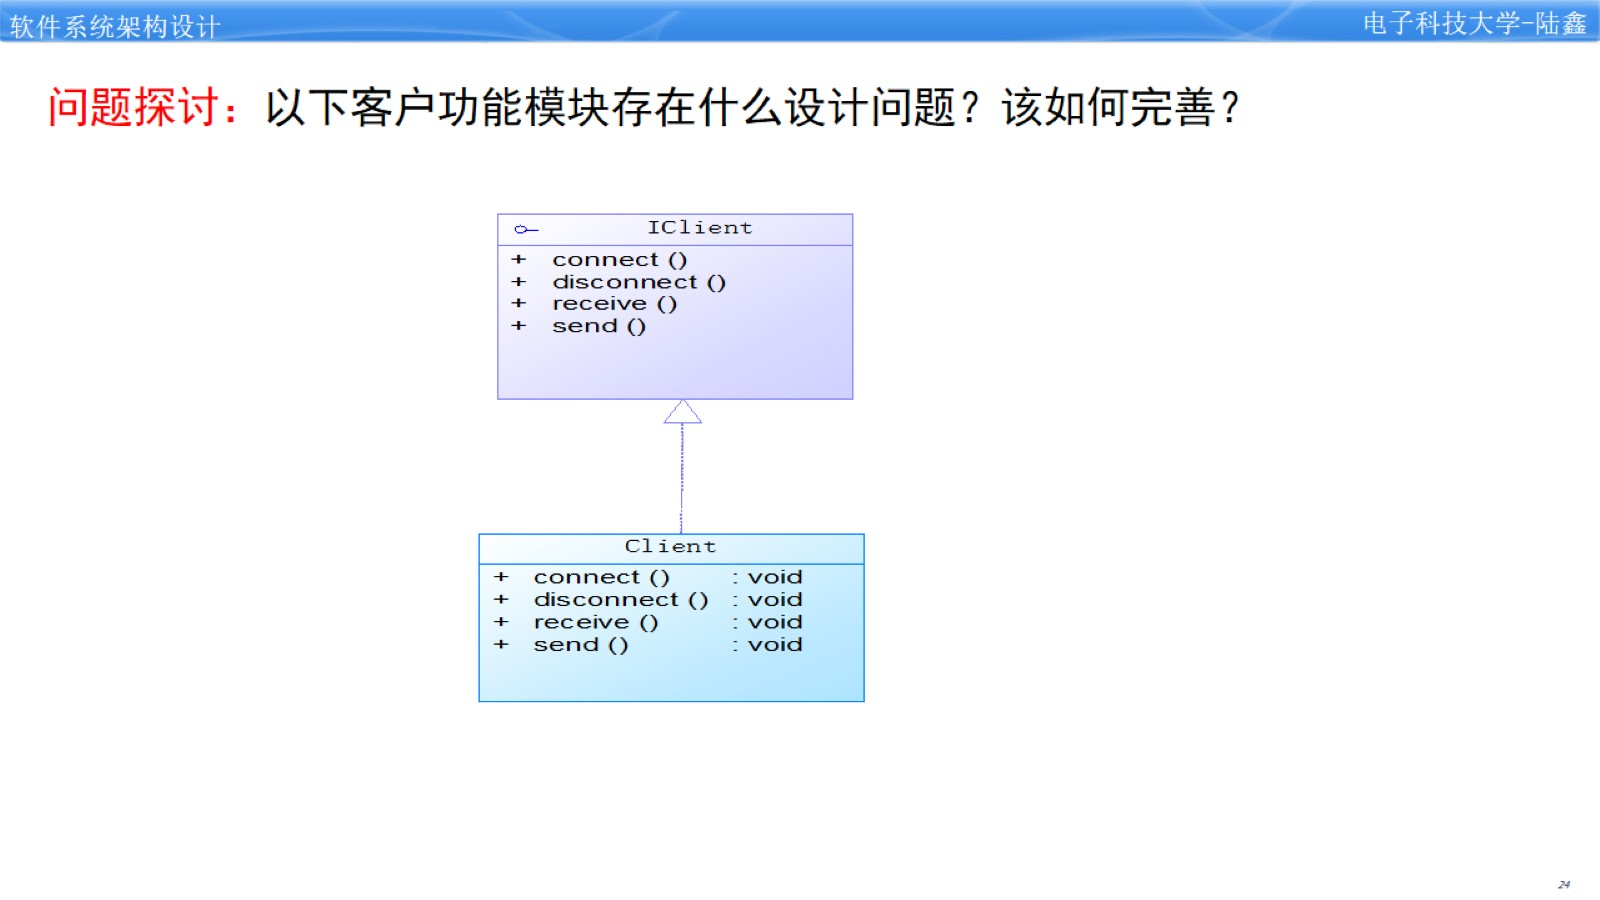 软件系统架构设计
电子科技大学-陆鑫
问题探讨：以下客户功能模块存在什么设计问题？该如何完善？
IClient
+ connect ()
+ disconnect ()
+ receive ()
+ send ()
Client
+ connect () : void
+ disconnect () : void
+ receive () : void
+ send () : void
24